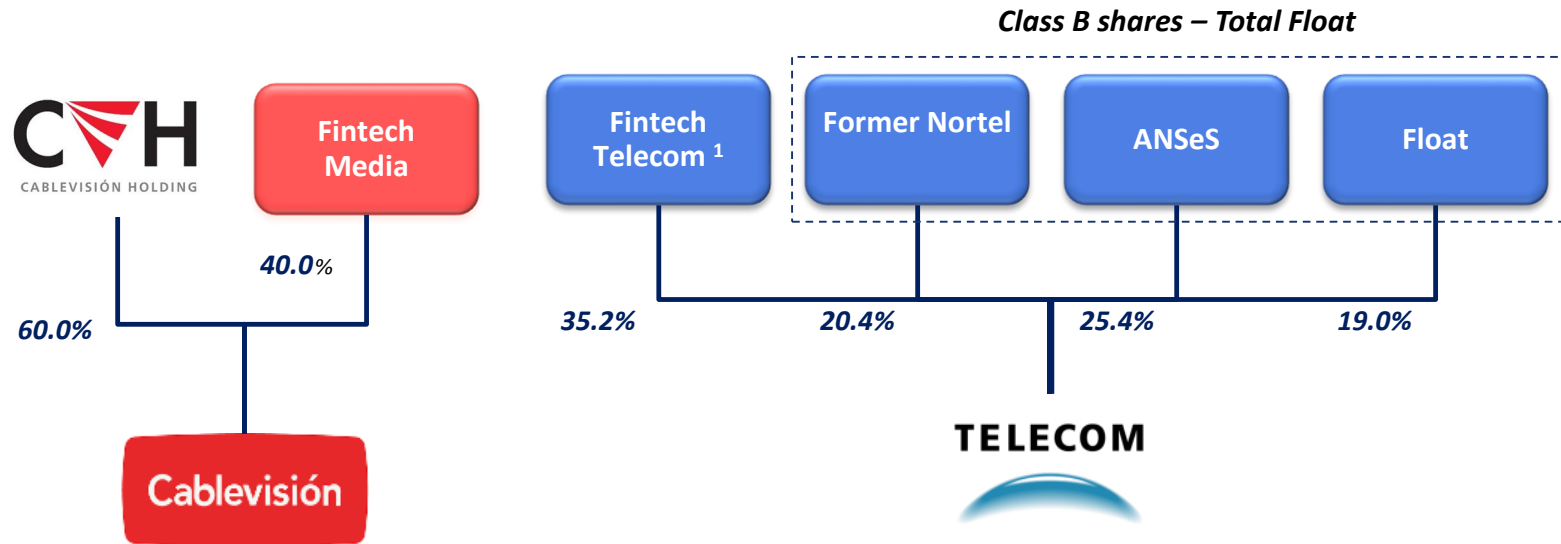 Class B shares – Total Float
CVH
CABLEVISIÓN HOLDING
Fintech
Media
Fintech
Telecom ¹
Former Nortel
ANSeS
Float
40.0%
60.0%
35.2%
20.4%
25.4%
19.0%
Cablevisión
TELECOM